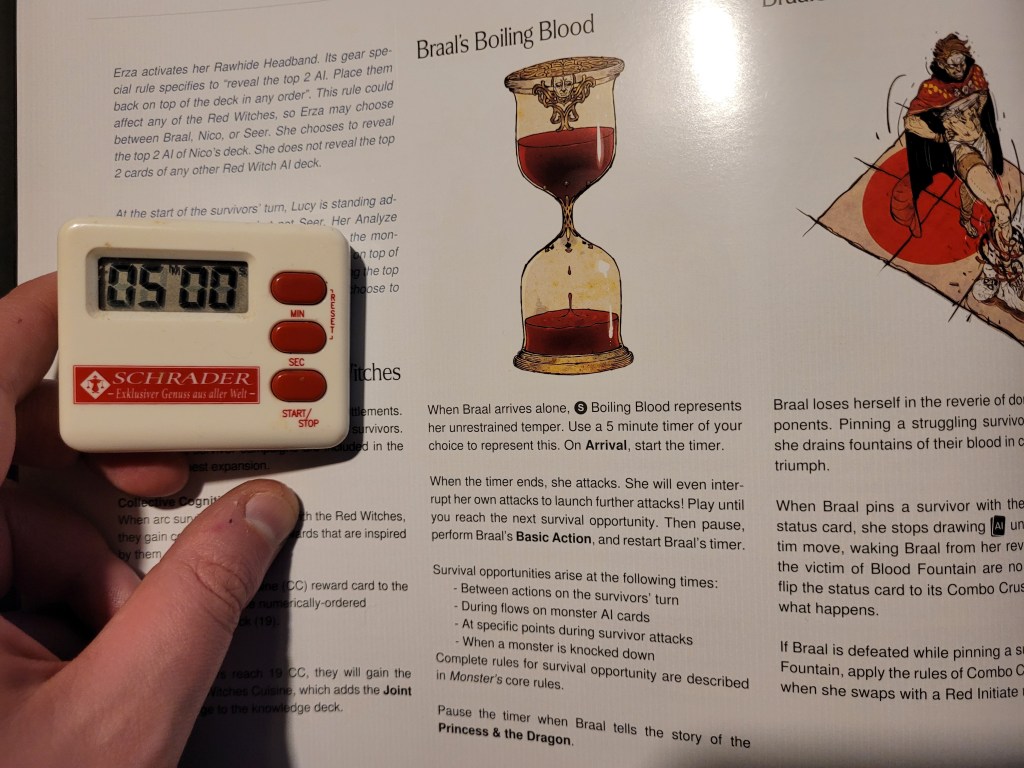 Erza activates her Rawhide Headband. Its gear spe-
cial rule specifies to "reveal the top 2 AI. Place them
back on top of the deck in any order". This rule could
affect any of the Red Witches, so Erza may choose
between Braal, Nico, or Seer. She chooses to reveal
the top 2 AI of Nico's deck. She does not reveal the top
2 cards of any other Red Witch AI deck.
At the start of the survivors' turn, Lucy is standing ad-
not Seer. Her Analyze
the mon-
on top of
the top
choose to
Witches
ttlements.
survivors.
in the
expansion.
Collective
When arc the Red Witches,
they gain that are inspired
by them
(CC) reward card to the
numerically-ordered
(19).
reach 19 CC, they will gain the
Witches Cuisine, which adds the Joint
to the knowledge deck.
05 M 00 S
MIN
RESET
SEC
START/
STOP
SCHRADER
– Exklusiver Genuss aus aller Welt –
Braal's Boiling Blood
When Braal arrives alone, S Boiling Blood represents
her unrestrained temper. Use a 5 minute timer of your
choice to represent this. On Arrival, start the timer.
When the timer ends, she attacks. She will even inter-
rupt her own attacks to launch further attacks! Play until
you reach the next survival opportunity. Then pause,
perform Braal's Basic Action, and restart Braal's timer.
Survival opportunities arise at the following times:
- Between actions on the survivors' turn
- During flows on monster AI cards
- At specific points during survivor attacks
- When a monster is knocked down
Complete rules for survival opportunity are described
in Monster's core rules.
Pause the timer when Braal tells the story of the
Princess & the Dragon.
Braal loses herself in the reverie of
ponents. Pinning a struggling
she drains fountains of their blood in
triumph.
When Braal pins a survivor with the
status card, she stops drawing AI
tim move, waking Braal from her
the victim of Blood Fountain are
flip the status card to its Combo
what happens.
If Braal is defeated while pinning a
Fountain, apply the rules of Combo
when she swaps with a Red Initiate